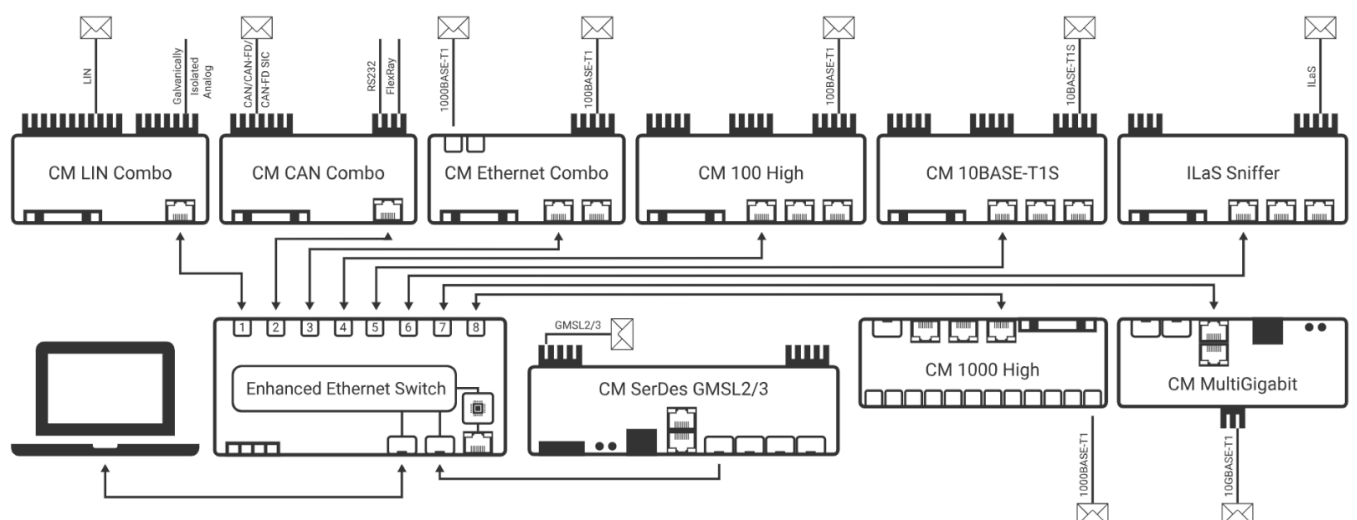 LIN
Galvanically
Isolated
Analog
CAN/CAN-FD/
CAN-FD SIC
RS232
FlexRay
1000BASE-T1
100BASE-T1
100BASE-T1
10BASE-T1S
ILaS
CM LIN Combo
CM CAN Combo
CM Ethernet Combo
CM 100 High
CM 10BASE-T1S
ILaS Sniffer
1
2
3
4
5
6
7
8
GMSL2/3
Enhanced Ethernet Switch
CM SerDes GMSL2/3
CM 1000 High
CM MultiGigabit
1000BASE-T1
10GBASE-T1